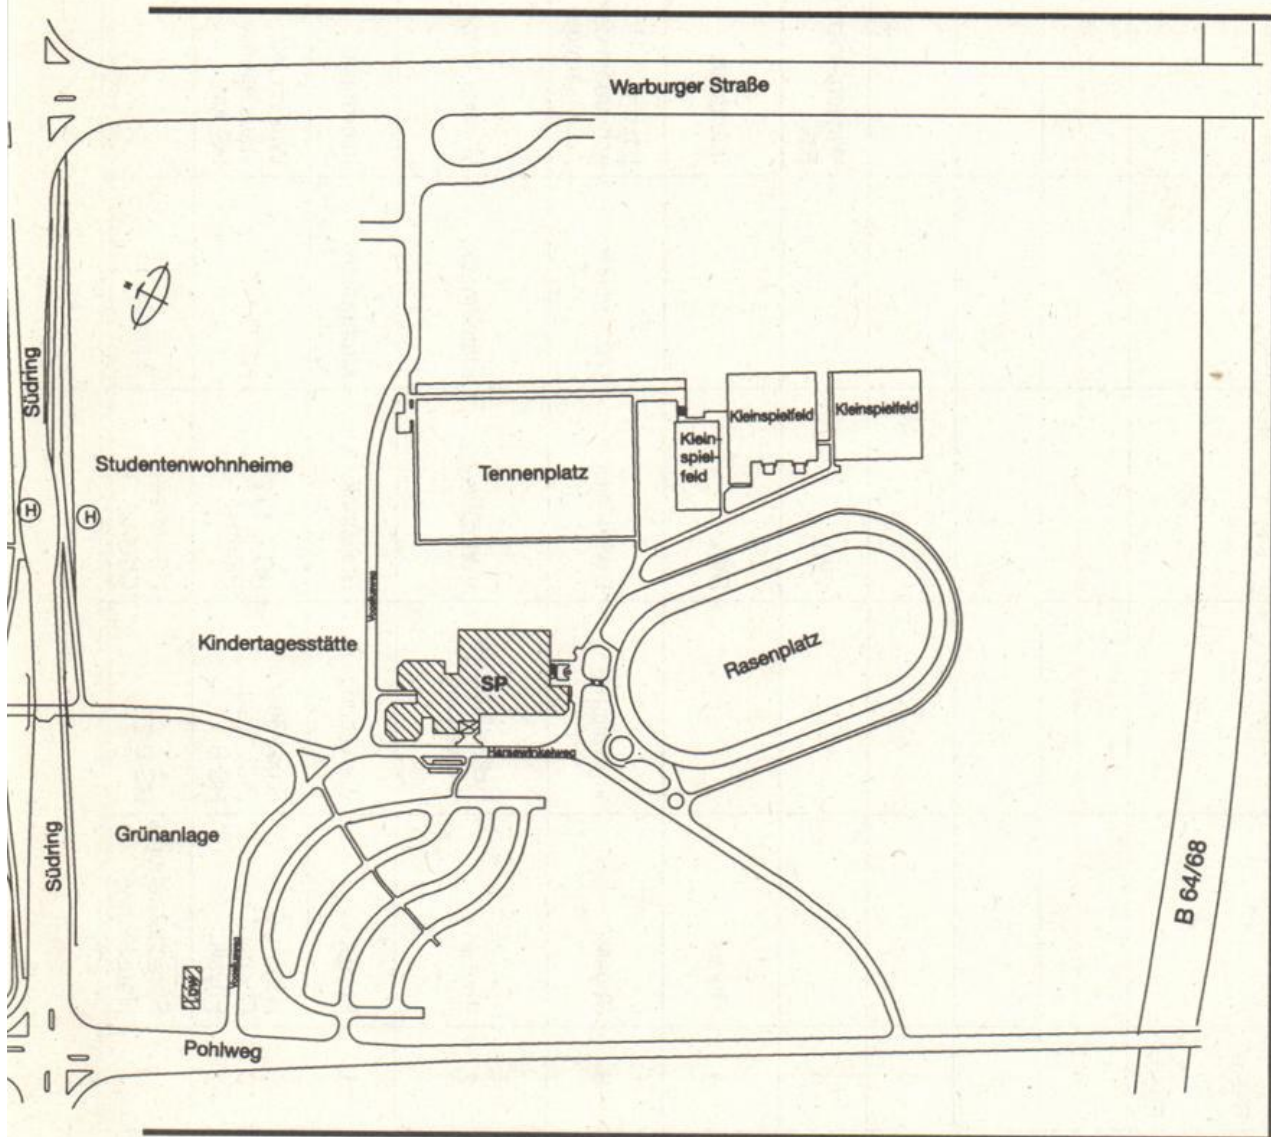 Warburger Straße
Südring
Kleinspielfeld
Kleinspielfeld
Klein-
spiel-
feld
Studentenwohnheime
Tennenplatz
H
H
Kindertagesstätte
Rasenplatz
SP
Grünanlage
Südring
B 64/68
Pohlweg